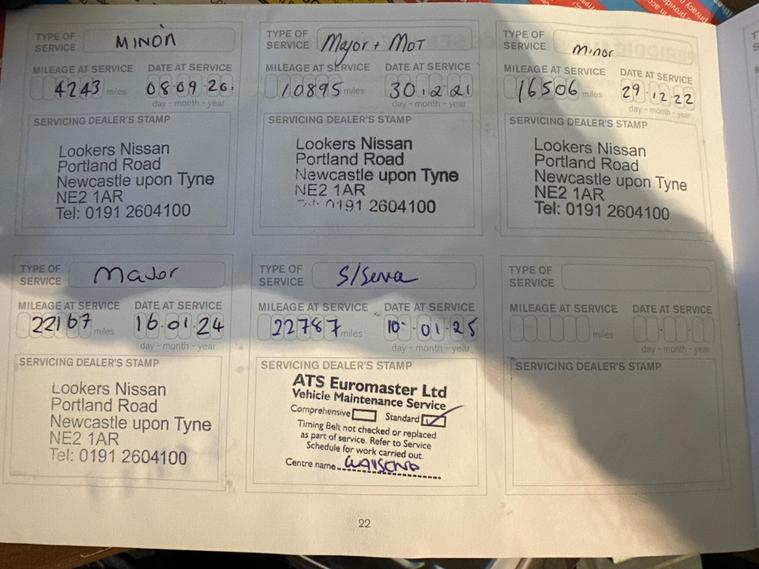 TYPE OF SERVICE MINOR
MILEAGE AT SERVICE DATE AT SERVICE
4243 miles 08 09 20.
day - month - year
SERVICING DEALER'S STAMP
Lookers Nissan
Portland Road
Newcastle upon Tyne
NE2 1AR
Tel: 0191 2604100
TYPE OF SERVICE Major + MOT
MILEAGE AT SERVICE DATE AT SERVICE
10895 miles 30.12.21
day - month - year
SERVICING DEALER'S STAMP
Lookers Nissan
Portland Road
Newcastle upon Tyne
NE2 1AR
Tel: 0191 2604100
TYPE OF SERVICE minor
MILEAGE AT SERVICE DATE AT SERVICE
16506 miles 29.12.22
day - month - year
SERVICING DEALER'S STAMP
Lookers Nissan
Portland Road
Newcastle upon Tyne
NE2 1AR
Tel: 0191 2604100
TYPE OF SERVICE Major
MILEAGE AT SERVICE DATE AT SERVICE
22167 miles 16.01.24
day - month - year
SERVICING DEALER'S STAMP
Lookers Nissan
Portland Road
Newcastle upon Tyne
NE2 1AR
Tel: 0191 2604100
TYPE OF SERVICE
MILEAGE AT SERVICE DATE AT SERVICE
22787 miles 10.01.25
day - month - year
SERVICING DEALER'S STAMP
ATS Euromaster Ltd
Vehicle Maintenance Service
Comprehensive Standard
Timing Belt not checked or replaced
as part of service. Refer to Service
Schedule for work carried out.
Centre name
TYPE OF SERVICE
MILEAGE AT SERVICE DATE AT SERVICE
miles
day - month - year
SERVICING DEALER'S STAMP
22